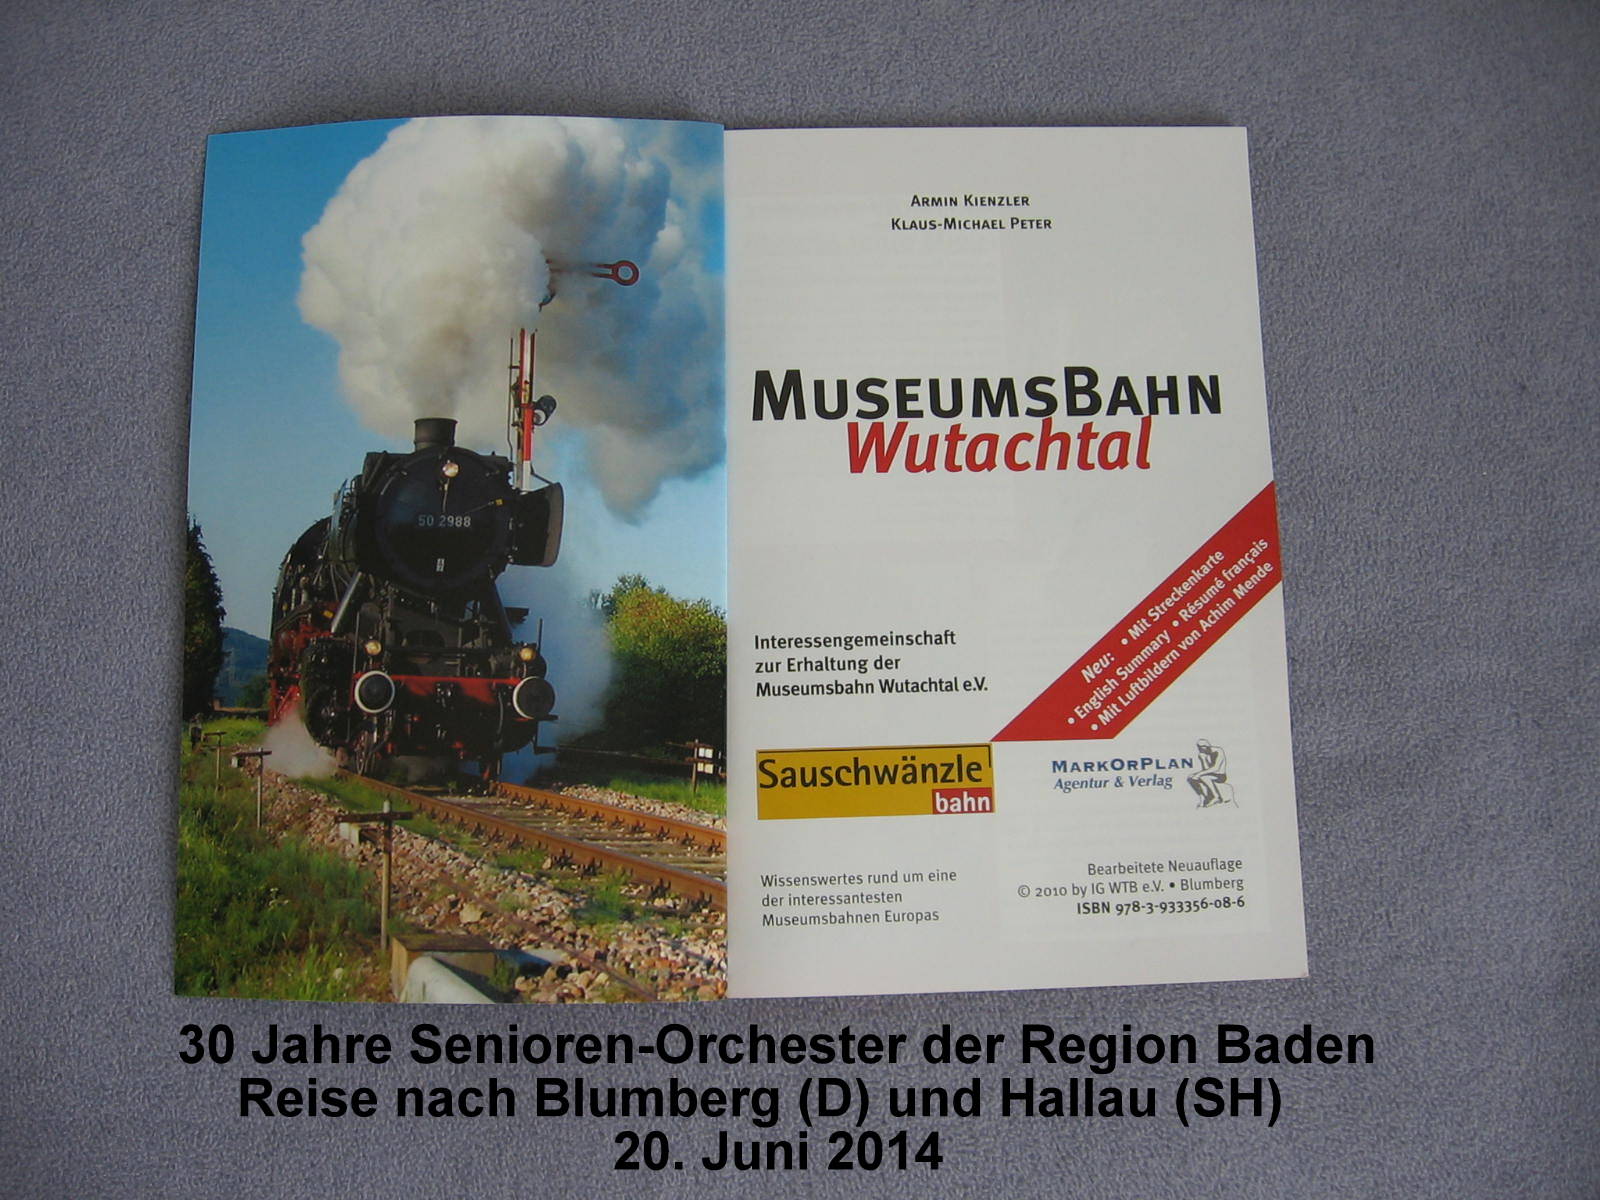 50 2988
ARMIN KIENZLER
KLAUS-MICHAEL PETER
MUSEUMSBAHN
Wutachtal
Neu: • Mit Streckenkarte
• English Summary • Résumé français
• Mit Luftbildern von Achim Mende
Interessengemeinschaft
zur Erhaltung der
Museumsbahn Wutachtal e.V.
Sauschwänzle
bahn
MARKORPLAN
Agentur & Verlag
Wissenswertes rund um eine
der interessantesten
Museumsbahnen Europas
Bearbeitete Neuauflage
© 2010 by IG WTB e.V. • Blumberg
ISBN 978-3-933356-08-6
30 Jahre Senioren-Orchester der Region Baden
Reise nach Blumberg (D) und Hallau (SH)
20. Juni 2014